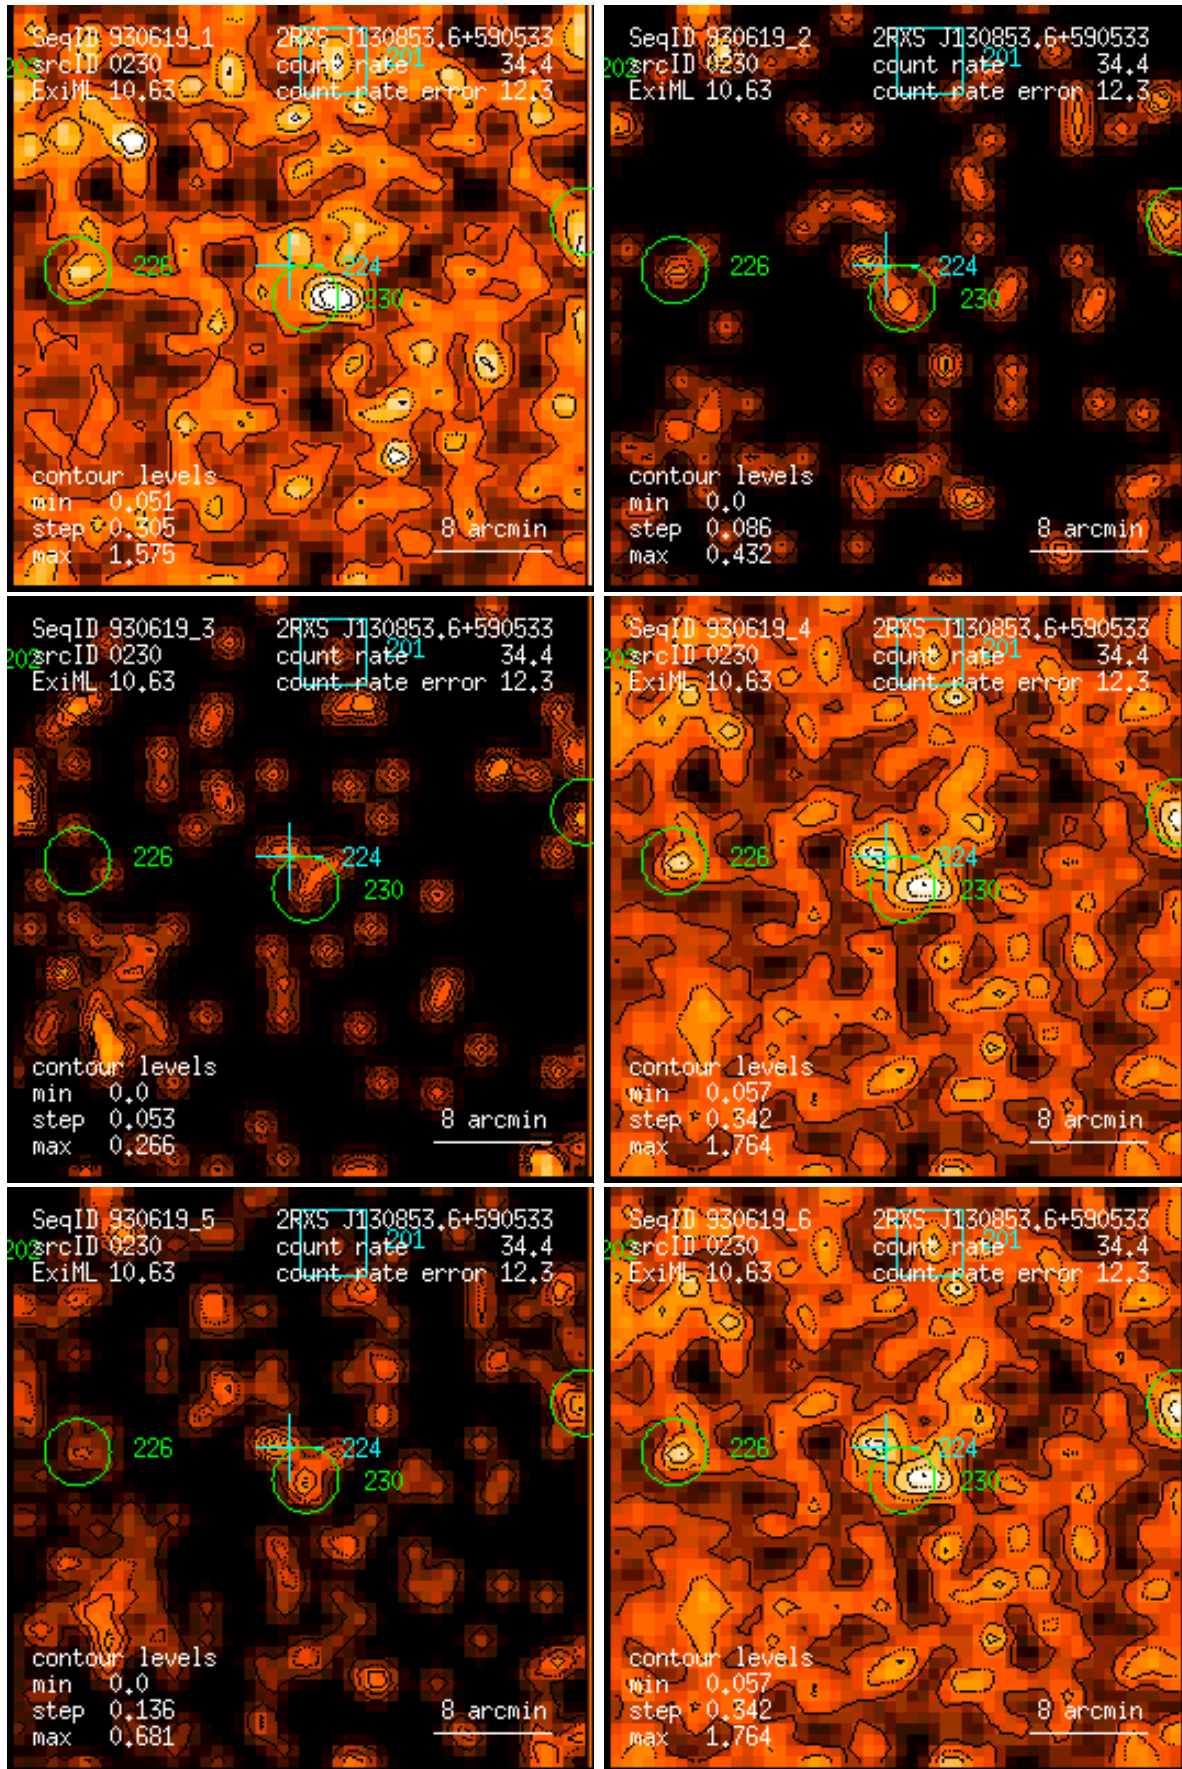 SeqID 930619_1 2RXS J130853.6+590533
202 srcID 0230 count rate 201 34.4
ExiML 10.63 count rate error 12.3
226 224
230
contour levels
min 0.051
step 0.305 8 arcmin
max 1.575
SeqID 930619_2 2RXS J130853.6+590533
202 srcID 0230 count rate 201 34.4
ExiML 10.63 count rate error 12.3
226 224
230
contour levels
min 0.0
step 0.086 8 arcmin
max 0.432
SeqID 930619_3 2RXS J130853.6+590533
202 srcID 0230 count rate 201 34.4
ExiML 10.63 count rate error 12.3
226 224
230
contour levels
min 0.0
step 0.053 8 arcmin
max 0.266
SeqID 930619_4 2RXS J130853.6+590533
202 srcID 0230 count rate 201 34.4
ExiML 10.63 count rate error 12.3
226 224
230
contour levels
min 0.057
step 0.342 8 arcmin
max 1.764
SeqID 930619_5 2RXS J130853.6+590533
202 srcID 0230 count rate 201 34.4
ExiML 10.63 count rate error 12.3
226 224
230
contour levels
min 0.0
step 0.136 8 arcmin
max 0.681
SeqID 930619_6 2RXS J130853.6+590533
202 srcID 0230 count rate 201 34.4
ExiML 10.63 count rate error 12.3
226 224
230
contour levels
min 0.057
step 0.342 8 arcmin
max 1.764